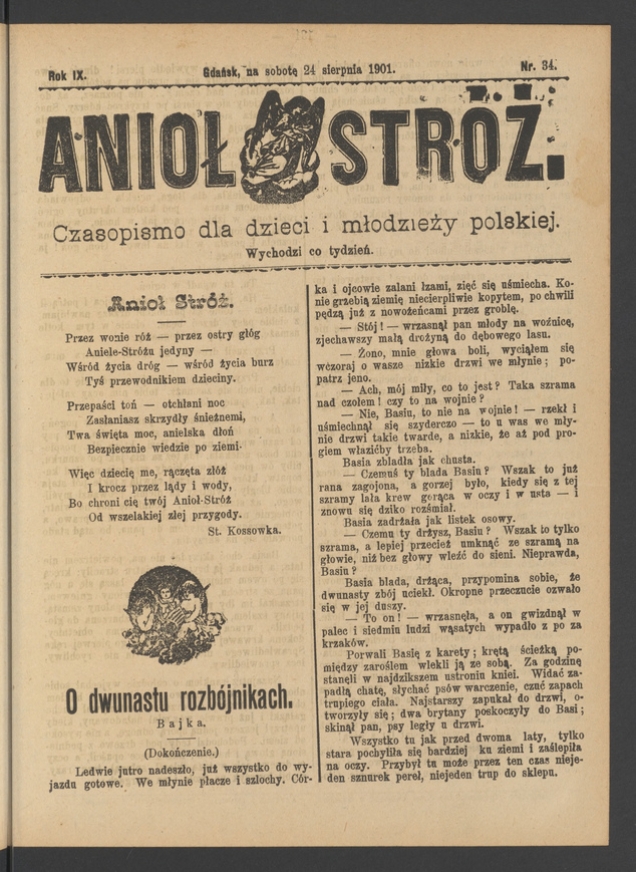 Rok IX.
Gdańsk, na sobotę 24 sierpnia 1901.
Nr. 34.
ANIOŁ STRÓŻ.
Czasopismo dla dzieci i młodzieży polskiej.
Wychodzi co tydzień.
Anioł Stróż.
Przez wonie róż — przez ostry głóg
Aniele-Stróżu jedyny —
Wśród życia dróg — wśród życia burz
Tyś przewodnikiem dzieciny.
Przepaści toń — otchłani noc
Zasłaniasz skrzydły śnieżnemi,
Twa święta moc, anielska dłoń
Bezpiecznie wiedzie po ziemi.
Więc dziecię me, rączęta złóż
I krocz przez lądy i wody,
Bo chroni cię twój Anioł-Stróż
Od wszelakiej złej przygody.
St. Kossowka.
O dwunastu rozbójnikach.
Bajka.
(Dokończenie.)
Ledwie jutro nadeszło, już wszystko do wy-
jazdu gotowe. We młynie płacze i szlochy. Cór-
ka i ojcowie zalani łzami, zięć się uśmiecha. Ko-
nie grzebią ziemię niecierpliwie kopytem, po chwili
pędzą już z nowożeńcami przez groblę.
— Stój! — wrzasnął pan młody na woźnicę,
zjechawszy małą drożyną do dębowego lasu.
— Żono, mnie głowa boli, wyciąłem się
wczoraj o wasze nizkie drzwi we młynie; po-
patrz jeno.
— Ach, mój miły, co to jest? Taka szrama
nad czołem! czy to na wojnie?
— Nie, Basiu, to nie na wojnie! — rzekł i
uśmiechnął się szyderczo — to u was we mły-
nie drzwi takie twarde, a nizkie, że aż pod pro-
giem włazićby trzeba.
Basia zbladła jak chusta.
— Czemuś ty blada Basiu? Wszak to już
rana zagojona, a gorzej było, kiedy się z tej
szramy lała krew gorąca w oczy i w usta — i
znowu się dziko rozśmiał.
Basia zadrżała jak listek osowy.
— Czemu ty drżysz, Basiu? Wszak to tylko
szrama, a lepiej przecież umknąć ze szramą na
głowie, niż bez głowy wleźć do sieni. Nieprawda,
Basiu?
Basia blada, drżąca, przypomina sobie, że
dwunasty zbój uciekł. Okropne przeczucie ozwało
się w jej duszy.
— To on! — wrzasnęła, a on gwizdnął w
palec i siedmiu ludzi wąsatych wypadło z po za
krzaków.
Porwali Basię z karety; krętą ścieżką po-
między zaroślem wlekli ją ze sobą. Za godzinę
stanęli w najdzikszem ustroniu kniei. Widać za-
padłą chatę, słychać psów warczenie, czuć zapach
trupiego ciała. Najstarszy zapukał do drzwi, o-
tworzyły się; dwa brytany poskoczyły do Basi;
skinął pan, psy legły u drzwi.
Wszystko tu jak przed dwoma laty, tylko
stara pochyliła się bardziej ku ziemi i zaślepiła
na oczy. Przybył tu może przez ten czas nieje-
den sznurek pereł, niejeden trup do sklepu.